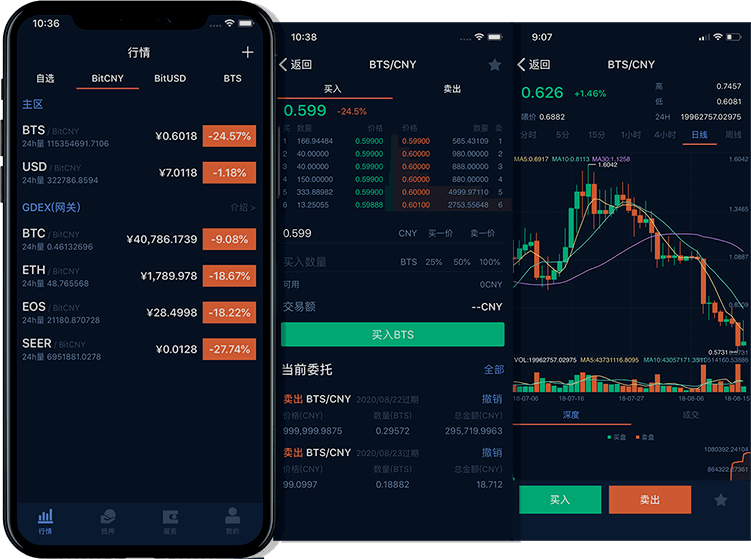 10:36
行情
自选 BitCNY BitUSD BTS
主区
BTS / BitCNY ¥0.6018 -24.57%
24h量 115354691.7106
USD / BitCNY ¥7.0118 -1.18%
24h量 322786.8594
GDEX(网关) 介绍 >
BTC / BitCNY ¥40,786.1739 -9.08%
24h量 0.46132696
ETH / BitCNY ¥1,789.978 -18.67%
24h量 48.765568
EOS / BitCNY ¥28.4998 -18.22%
24h量 21180.870728
SEER / BitCNY ¥0.0128 -27.74%
24h量 6951881.0278
行情 抵押 服务 我的
10:38
返回 BTS/CNY
买入 卖出
0.599 -24.5%
买 数量 价格 价格 数量 卖
1 166.94484 0.59900 0.59900 565.43109 1
2 40.00000 0.59900 0.60000 980.00000 2
3 40.00000 0.59900 0.60000 888.00000 3
4 150.00000 0.59900 0.60000 880.00000 4
5 333.88982 0.59900 0.60000 4999.97110 5
6 13.25055 0.59888 0.60100 2753.55648 6
0.599 CNY 买一价 卖一价
买入数量 BTS 25% 50% 100%
可用 0CNY
交易额 --CNY
买入BTS
当前委托 全部
卖出 BTS/CNY 2020/08/22过期 撤销
价格(CNY) 数量(BTS) 总金额(CNY)
999,999.9875 0.29572 295,719.9963
卖出 BTS/CNY 2020/08/23过期 撤销
价格(CNY) 数量(BTS) 总金额(CNY)
99.0997 0.18882 18.712
9:07
返回 BTS/CNY
0.626 +1.46% 高 0.7457
低 0.6081
喂价 0.6882 24H 19962757.02975
分时 5分 15分 1小时 4小时 日线 周线
MA5:0.6917 MA10:0.8113 MA30:1.1258
1.6042
1.3465
1.0887
0.8309
0.5731
VOL:19962757.02975 MA5:43731116.8095 MA10:43057171.351
18-07-06 18-07-16 18-07-27 18-08-06 18-08-15
深度 成交
买盘 卖盘
1080392.24104
864322.27361
买入 卖出